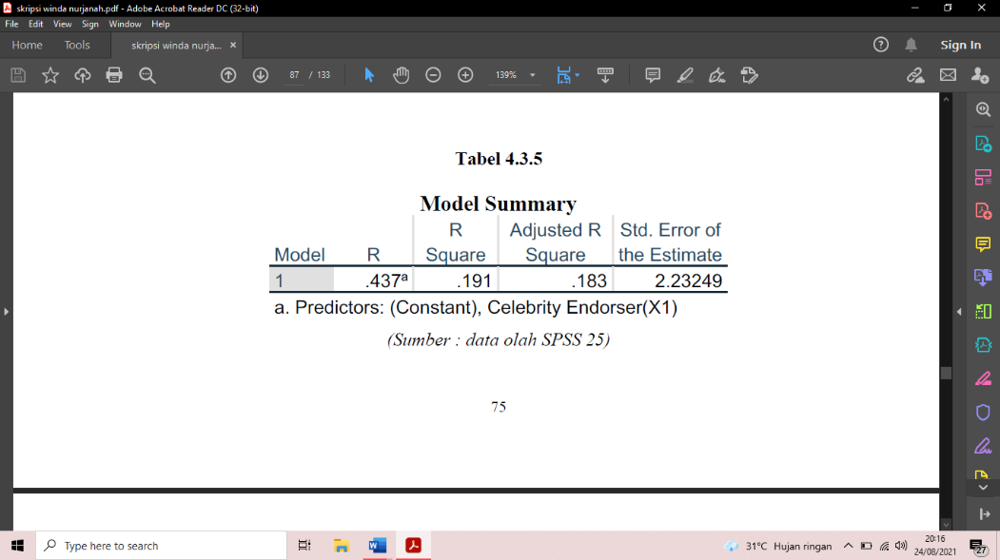 skripsi winda nurjanah.pdf - Adobe Acrobat Reader DC (32-bit)
File Edit View Sign Window Help
Home Tools skripsi winda nurja... × Sign In
87 / 133 139%
Tabel 4.3.5
Model Summary
Model R R Square Adjusted R Square Std. Error of the Estimate
1 .437a .191 .183 2.23249
a. Predictors: (Constant), Celebrity Endorser(X1)
(Sumber : data olah SPSS 25)
75
Type here to search
31°C Hujan ringan
20:16
24/08/2021
27